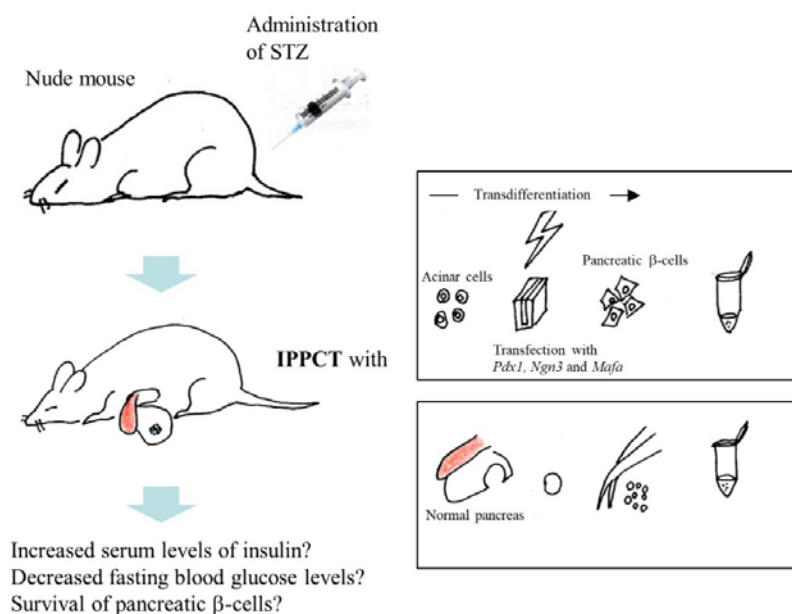 Administration
of STZ
Nude mouse
Transdifferentiation
Acinar cells
Pancreatic β-cells
Transfection with
Pdx1, Ngn3 and Mafa
IPPCT with
Normal pancreas
Increased serum levels of insulin?
Decreased fasting blood glucose levels?
Survival of pancreatic β-cells?